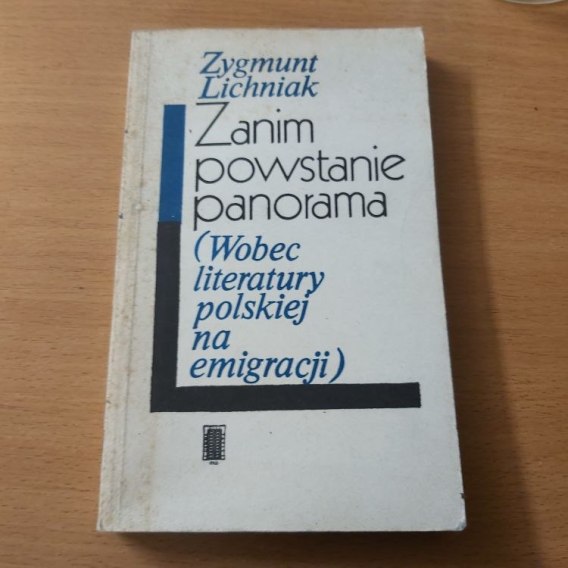 Zygmunt
Lichniak
Zanim
powstanie
panorama
(Wobec
literatury
polskiej
na
emigracji)